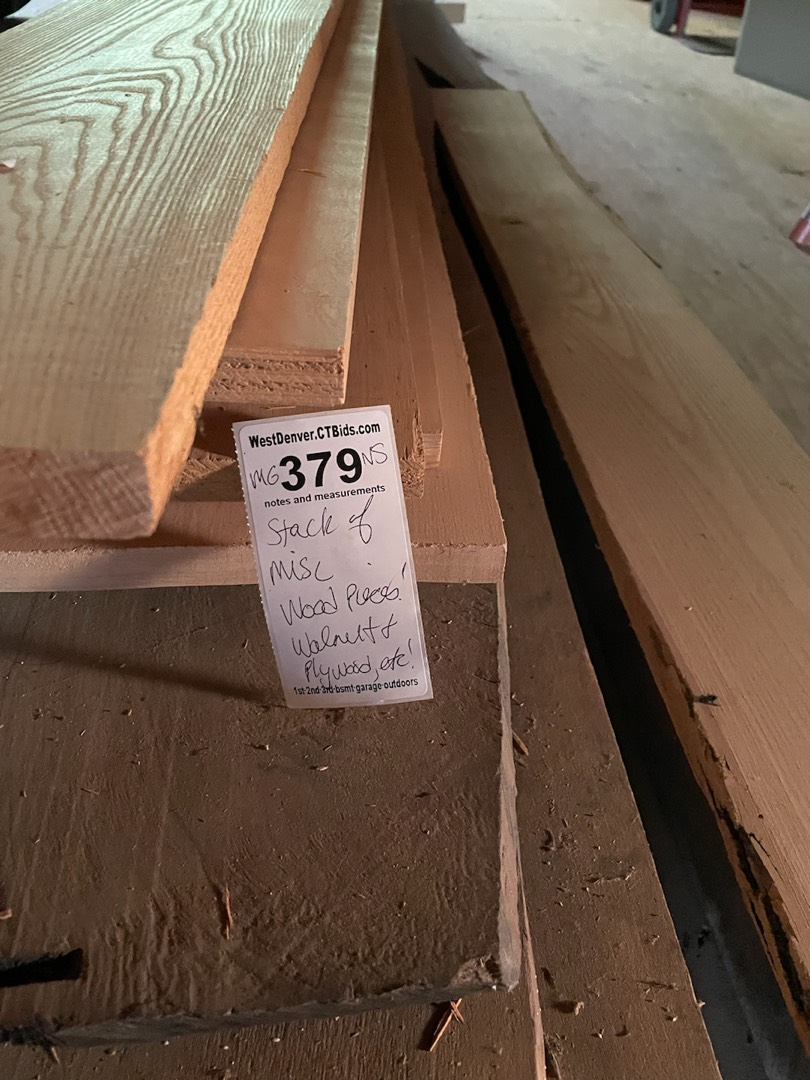 WestDenver.CTBids.com
MG 379 NS
notes and measurements
Stack of
misc
Wood Pieces!
Walnut &
Plywood, etc!
1st·2nd·3rd·bsmt·garage·outdoors